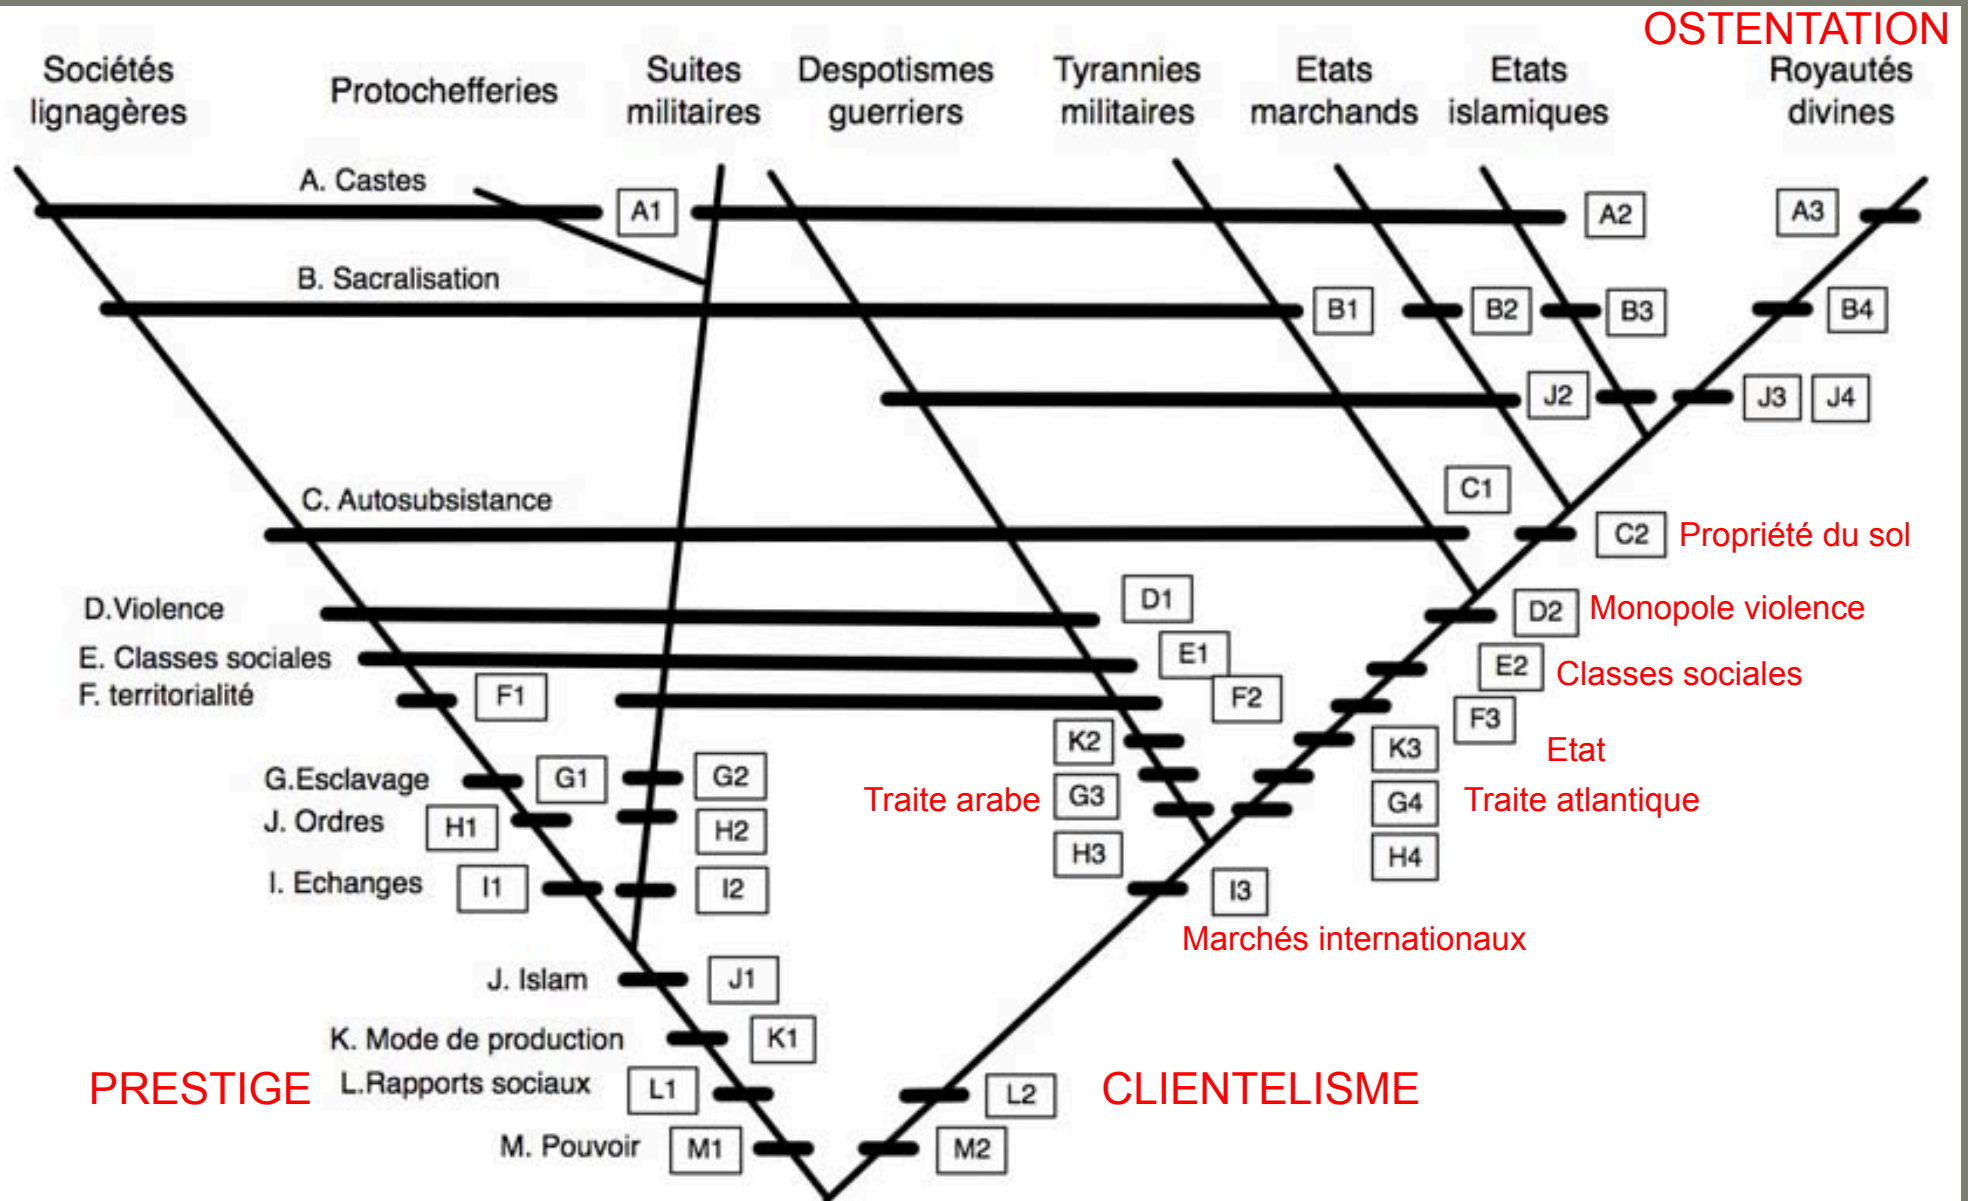 OSTENTATION
Sociétés
lignagères
Protochefferies
Suites
militaires
Despotismes
guerriers
Tyrannies
militaires
Etats
marchands
Etats
islamiques
Royautés
divines
A. Castes
A1
A2
A3
B. Sacralisation
B1
B2
B3
B4
J2
J3
J4
C. Autosubsistance
C1
C2
Propriété du sol
D.Violence
D1
D2
Monopole violence
E. Classes sociales
E1
E2
Classes sociales
F. territorialité
F1
F2
F3
K2
K3
Etat
G.Esclavage
G1
G2
Traite arabe
G3
G4
Traite atlantique
J. Ordres
H1
H2
H3
H4
I. Echanges
I1
I2
I3
Marchés internationaux
J. Islam
J1
K. Mode de production
K1
PRESTIGE
L.Rapports sociaux
L1
L2
CLIENTELISME
M. Pouvoir
M1
M2